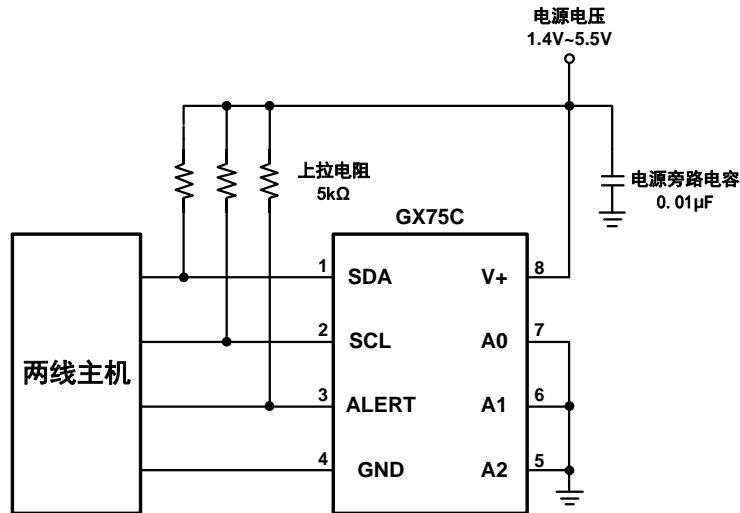 电源电压
1.4V~5.5V
上拉电阻
5kΩ
电源旁路电容
0.01µF
GX75C
两线主机
1 SDA V+ 8
2 SCL A0 7
3 ALERT A1 6
4 GND A2 5